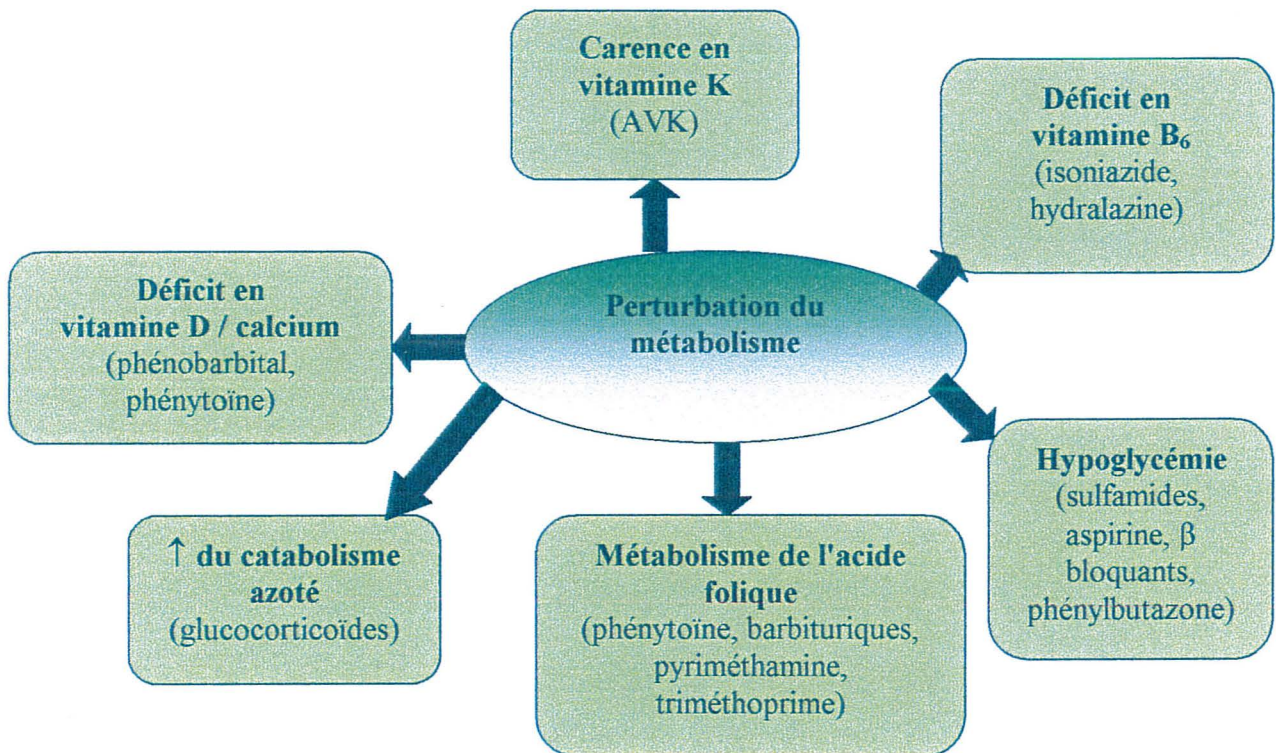 Carence en
vitamine K
(AVK)
Déficit en
vitamine B₆
(isoniazide,
hydralazine)
Perturbation du
métabolisme
Déficit en
vitamine D / calcium
(phénobarbital,
phénytoïne)
Hypoglycémie
(sulfamides,
aspirine, β
bloquants,
phénylbutazone)
↑ du catabolisme
azoté
(glucocorticoïdes)
Métabolisme de l'acide
folique
(phénytoïne, barbituriques,
pyriméthamine,
triméthoprime)